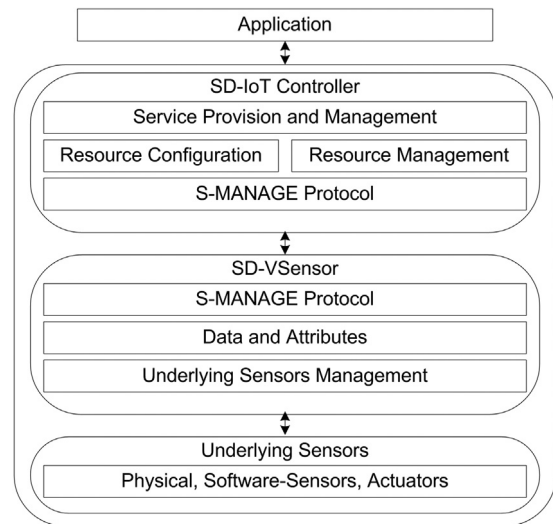 Application
SD-IoT Controller
Service Provision and Management
Resource Configuration
Resource Management
S-MANAGE Protocol
SD-VSensor
S-MANAGE Protocol
Data and Attributes
Underlying Sensors Management
Underlying Sensors
Physical, Software-Sensors, Actuators